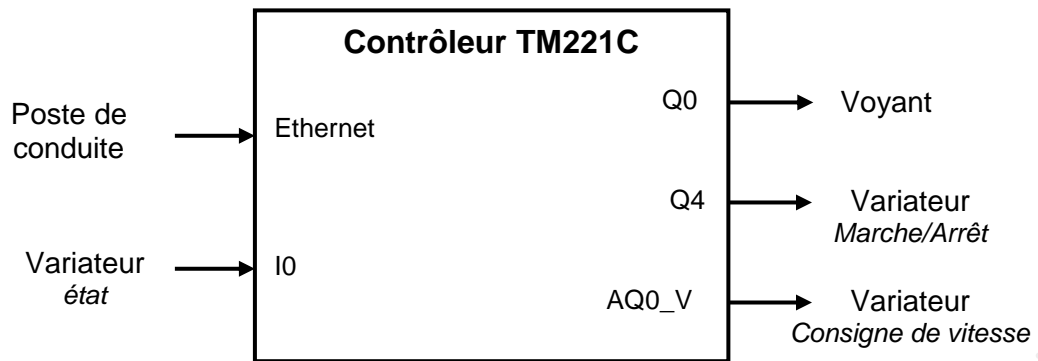 Contrôleur TM221C
Poste de
conduite
Ethernet
Variateur
état
I0
Q0
Voyant
Q4
Variateur
Marche/Arrêt
AQ0_V
Variateur
Consigne de vitesse